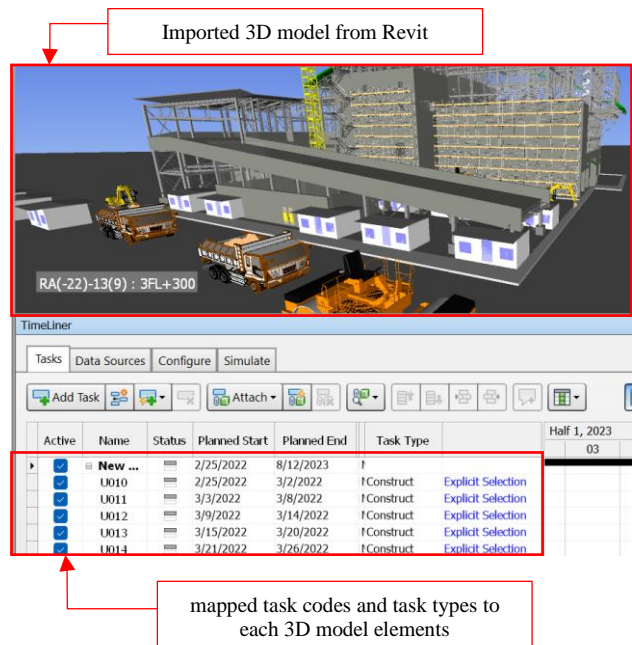 Imported 3D model from Revit
RA(-22)-13(9) : 3FL+300
TimeLiner
Tasks Data Sources Configure Simulate
Add Task Attach
Active Name Status Planned Start Planned End Task Type Half 1, 2023
03
New ... 2/25/2022 8/12/2023
U010 2/25/2022 3/2/2022 Construct Explicit Selection
U011 3/3/2022 3/8/2022 Construct Explicit Selection
U012 3/9/2022 3/14/2022 Construct Explicit Selection
U013 3/15/2022 3/20/2022 Construct Explicit Selection
U014 3/21/2022 3/26/2022 Construct Explicit Selection
mapped task codes and task types to
each 3D model elements